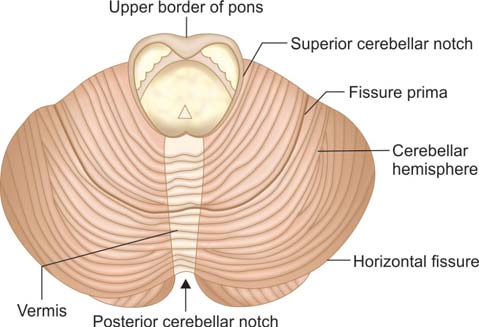 Upper border of pons
Superior cerebellar notch
Fissure prima
Cerebellar
hemisphere
Horizontal fissure
Vermis
Posterior cerebellar notch